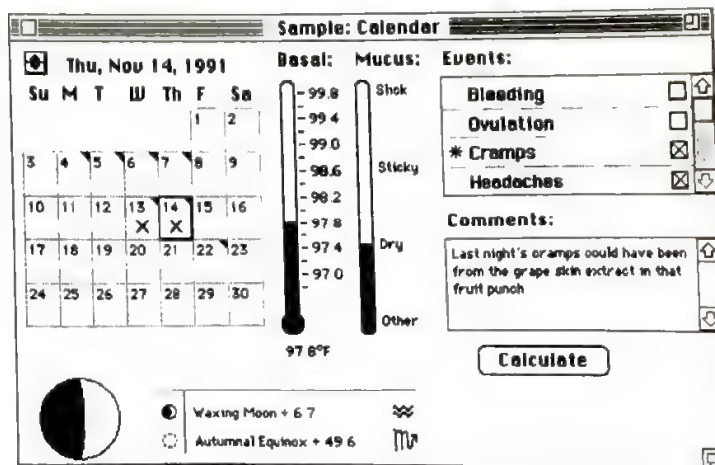 Sample: Calendar
Thu, Nov 14, 1991
Su M T W Th F Sa
1 2
3 4 5 6 7 8 9
10 11 12 13 14 15 16
17 18 19 20 21 22 23
24 25 26 27 28 29 30
Basal:
99.8
99.4
99.0
98.6
98.2
97.8
97.4
97.0
97.8°F
Mucus:
Sticky
Dry
Other
Events:
Bleeding
Ovulation
* Cramps
Headaches
Comments:
Last night's cramps could have been
from the grape skin extract in that
fruit punch
Calculate
Waxing Moon + 6.7
Autumnal Equinox + 49.6